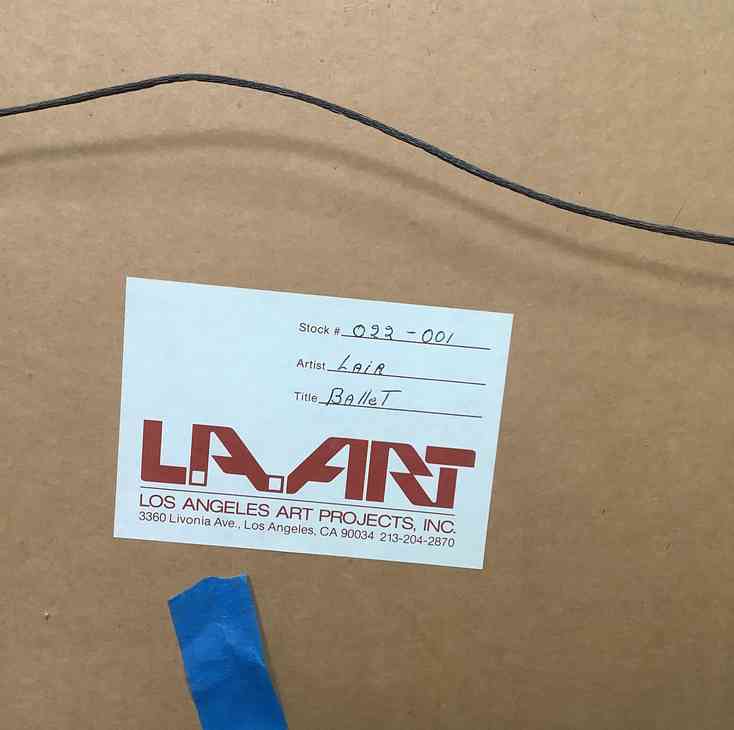 Stock # 022-001
Artist LAIR
Title BAlleT
L.A. ART
LOS ANGELES ART PROJECTS, INC.
3360 Livonia Ave., Los Angeles, CA 90034 213-204-2870